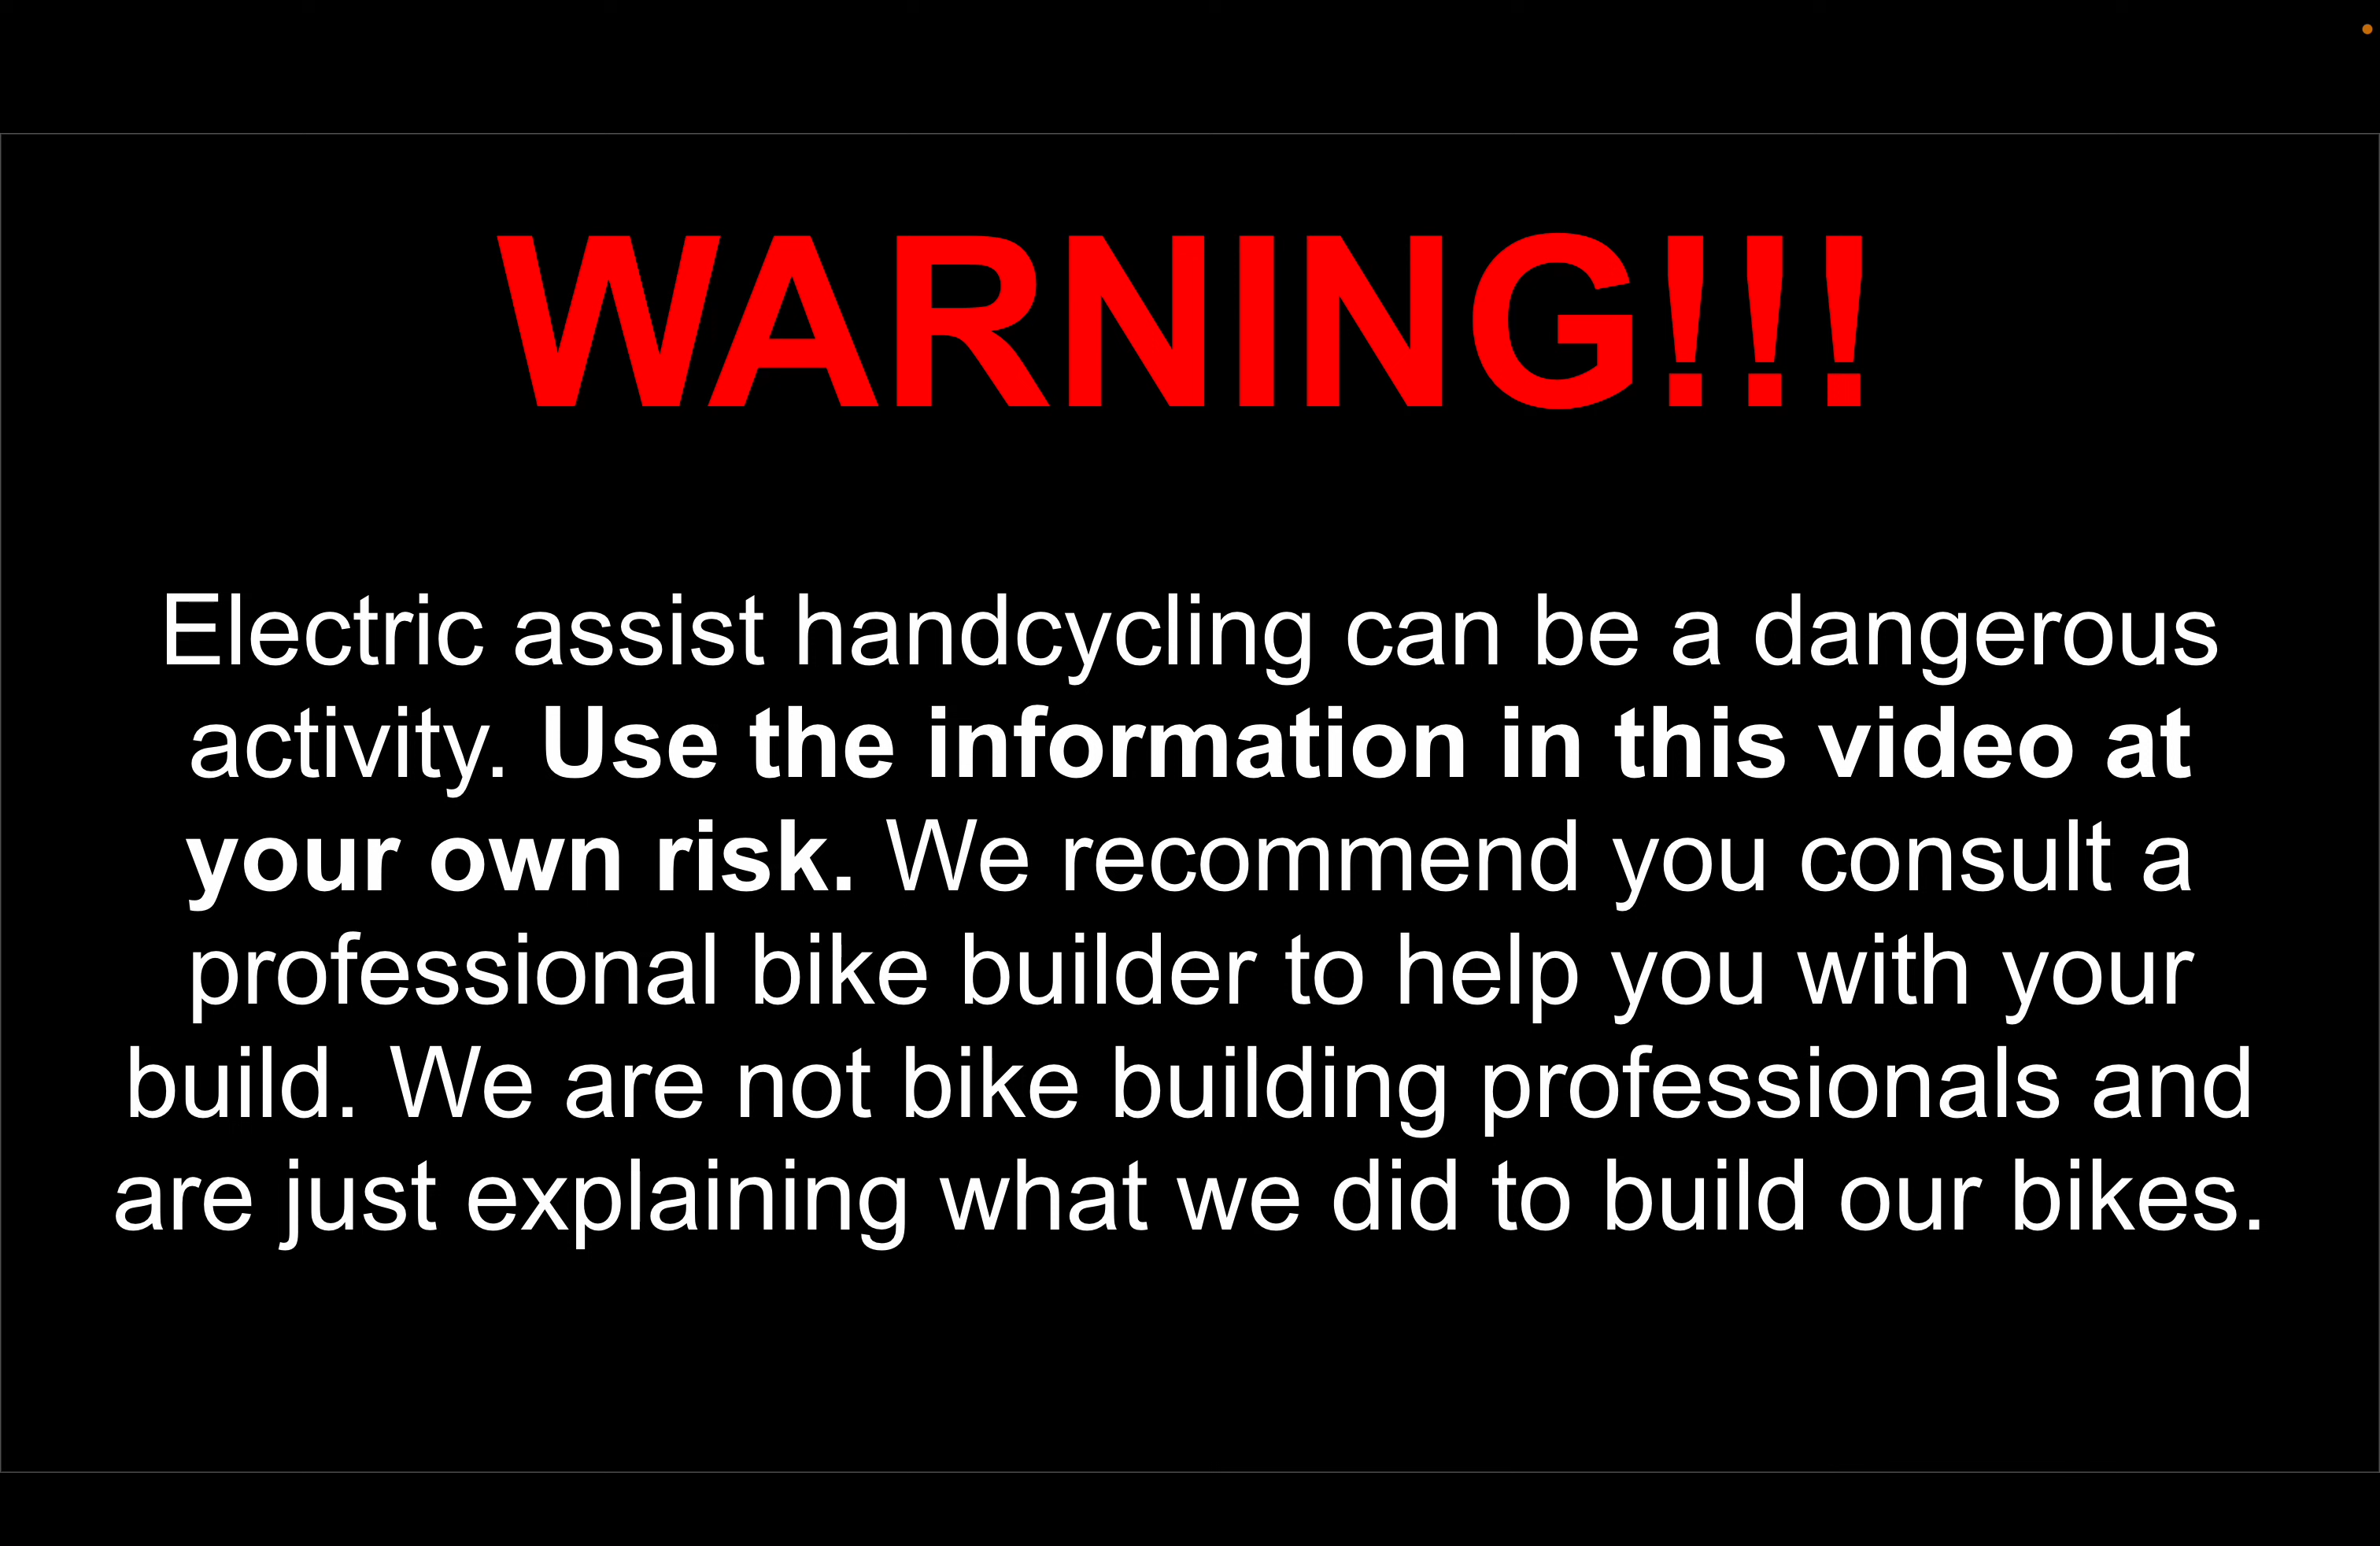 WARNING!!!
Electric assist handcycling can be a dangerous
activity. Use the information in this video at
your own risk. We recommend you consult a
professional bike builder to help you with your
build. We are not bike building professionals and
are just explaining what we did to build our bikes.